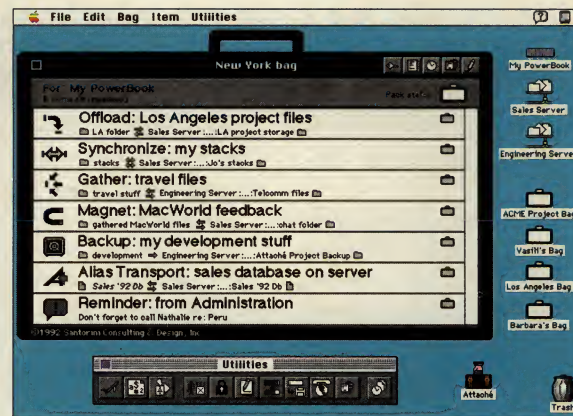 File Edit Bag Item Utilities
New York bag
For: My PowerBook
Pack status
Offload: Los Angeles project files
LA folder Sales Server:...:LA project storage
Synchronize: my stacks
stacks Sales Server:...:Jo's stacks
Gather: travel files
travel stuff Engineering Server:...:Telcomm files
Magnet: MacWorld feedback
gathered MacWorld files Sales Server:...:chat folder
Backup: my development stuff
development Engineering Server:...:Attaché Project Backup
Alias Transport: sales database on server
Sales '92 Db Sales Server:...:Sales '92 Db
Reminder: from Administration
Don't forget to call Nathalie re: Peru
©1992 Santorini Consulting & Design, Inc
Utilities
My PowerBook
Sales Server
Engineering Server
ACME Project Bag
Vasili's Bag
Los Angeles Bag
Barbara's Bag
Attaché
Trash